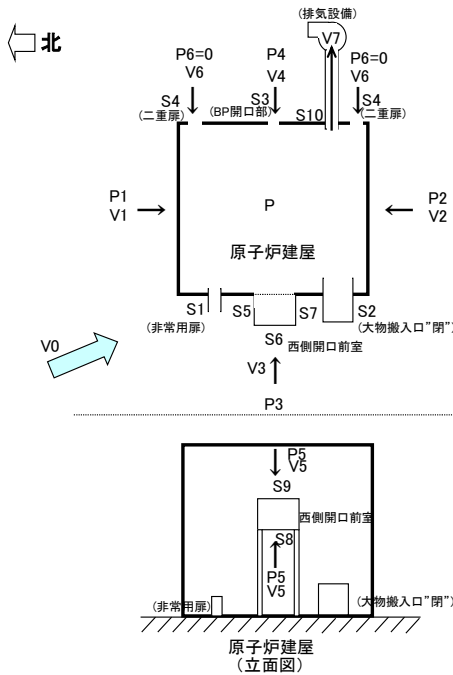 (排気設備)
北
V7
P6=0
V6
P4
V4
P6=0
V6
S4
(二重扉)
S3
(BP開口部)
S10
S4
(二重扉)
P1
V1
P
P2
V2
原子炉建屋
S1
(非常用扉)
S5
S7
S2
(大物搬入口”閉”)
S6
西側開口前室
V0
V3
P3
P5
V5
S9
西側開口前室
S8
P5
V5
(非常用扉)
(大物搬入口”閉”)
原子炉建屋
(立面図)